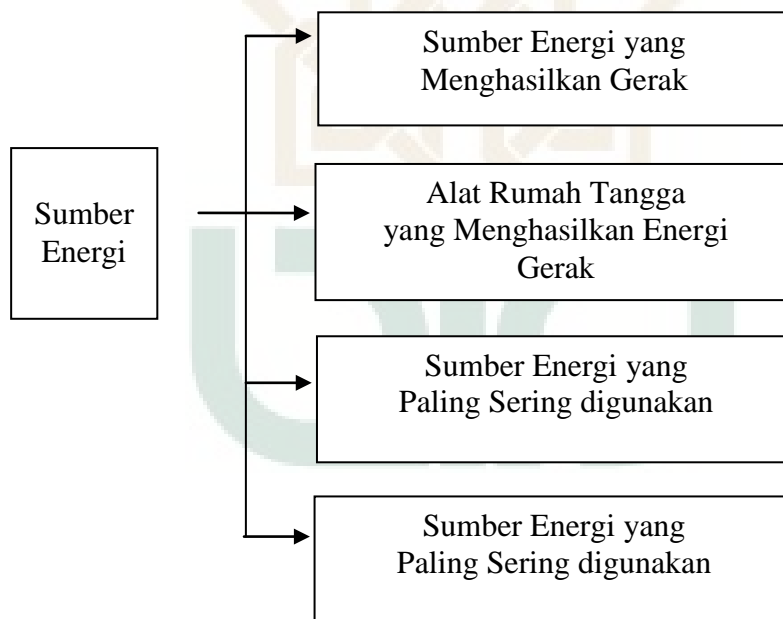 Sumber Energi yang
Menghasilkan Gerak
Sumber
Energi
Alat Rumah Tangga
yang Menghasilkan Energi
Gerak
Sumber Energi yang
Paling Sering digunakan
Sumber Energi yang
Paling Sering digunakan